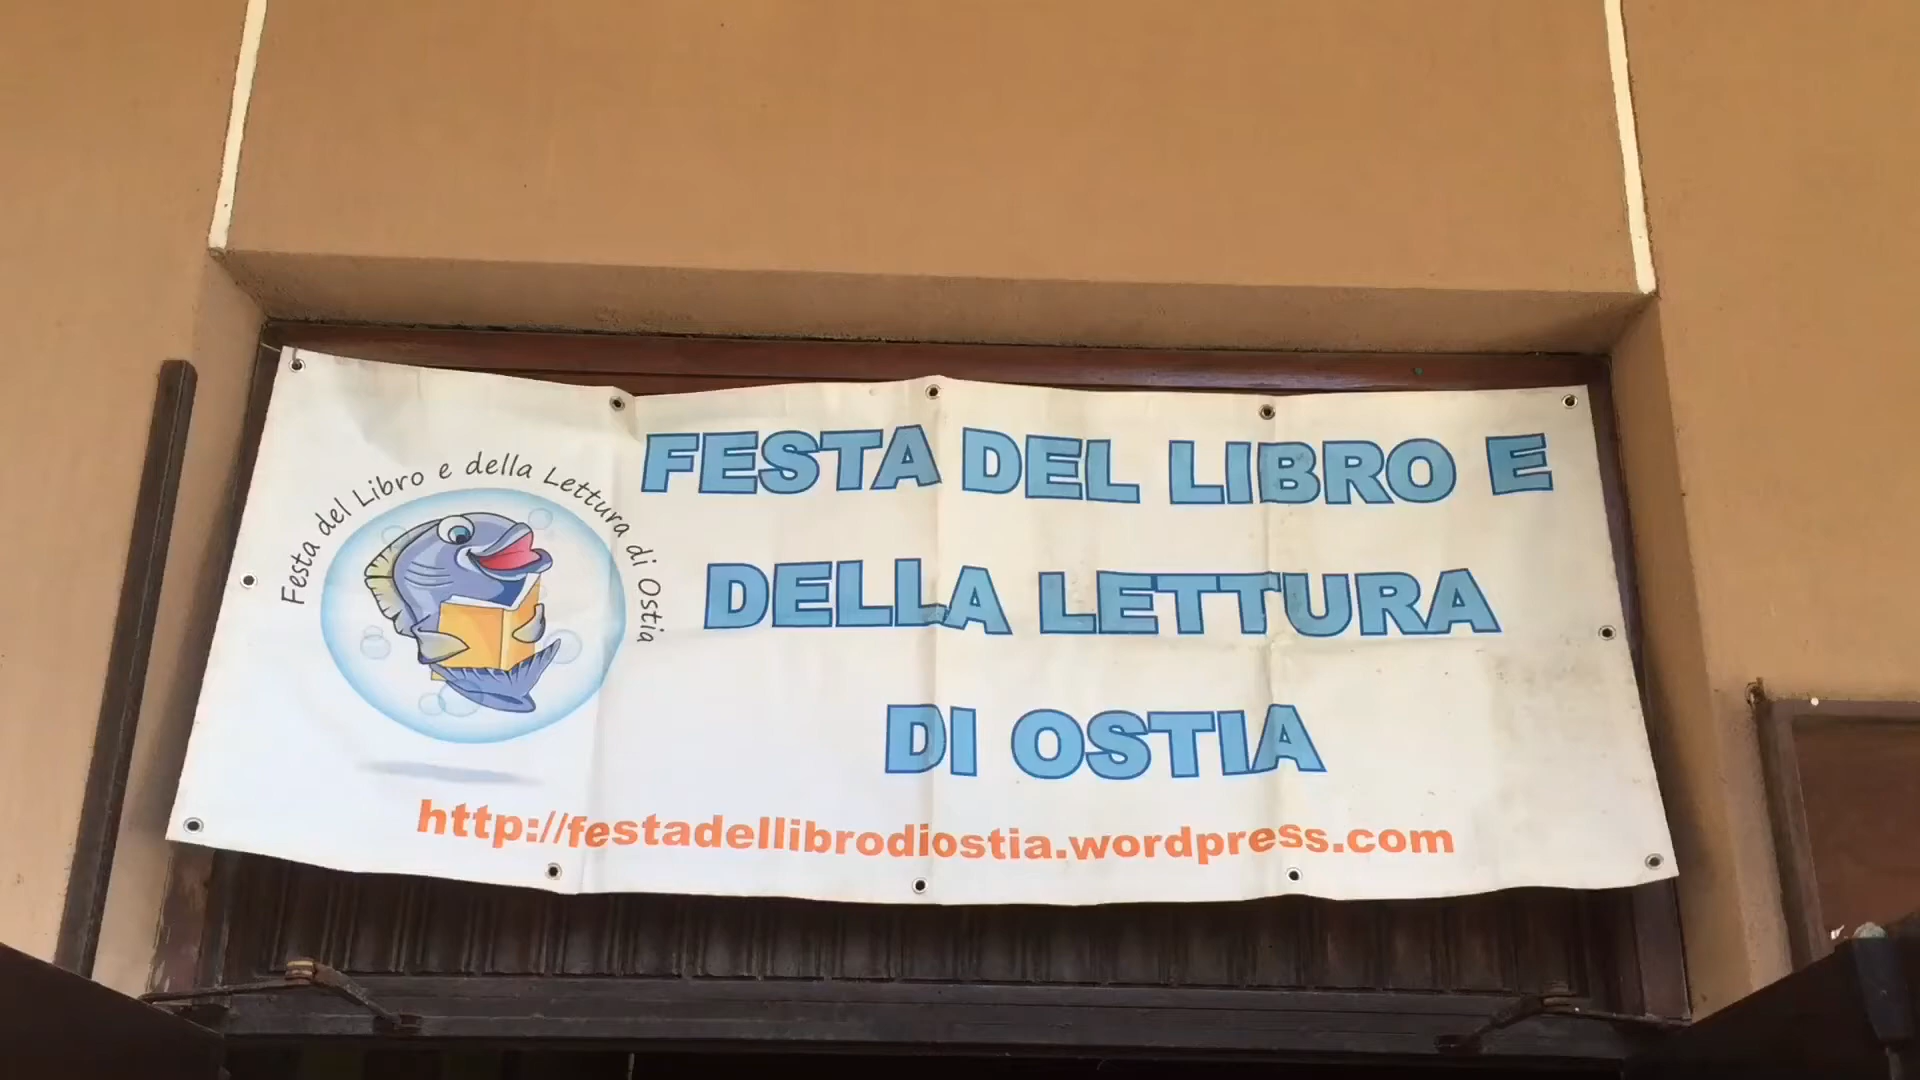 Festa del Libro e della Lettura di Ostia
FESTA DEL LIBRO E
DELLA LETTURA
DI OSTIA
http://festadellibrodiostia.wordpress.com